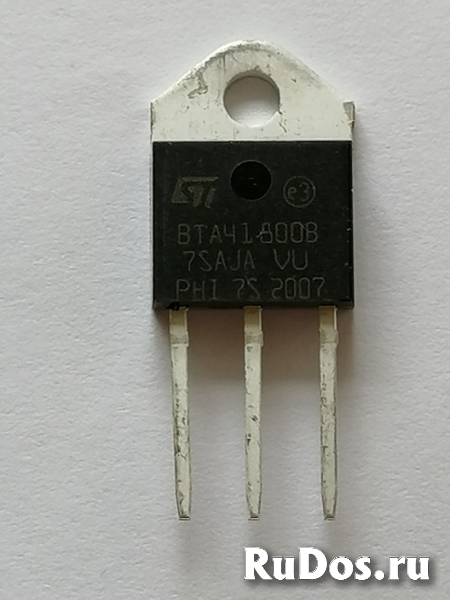 ST e3
BTA41800B
7SAJA VU
PHI 7S 2007
RuDos.ru